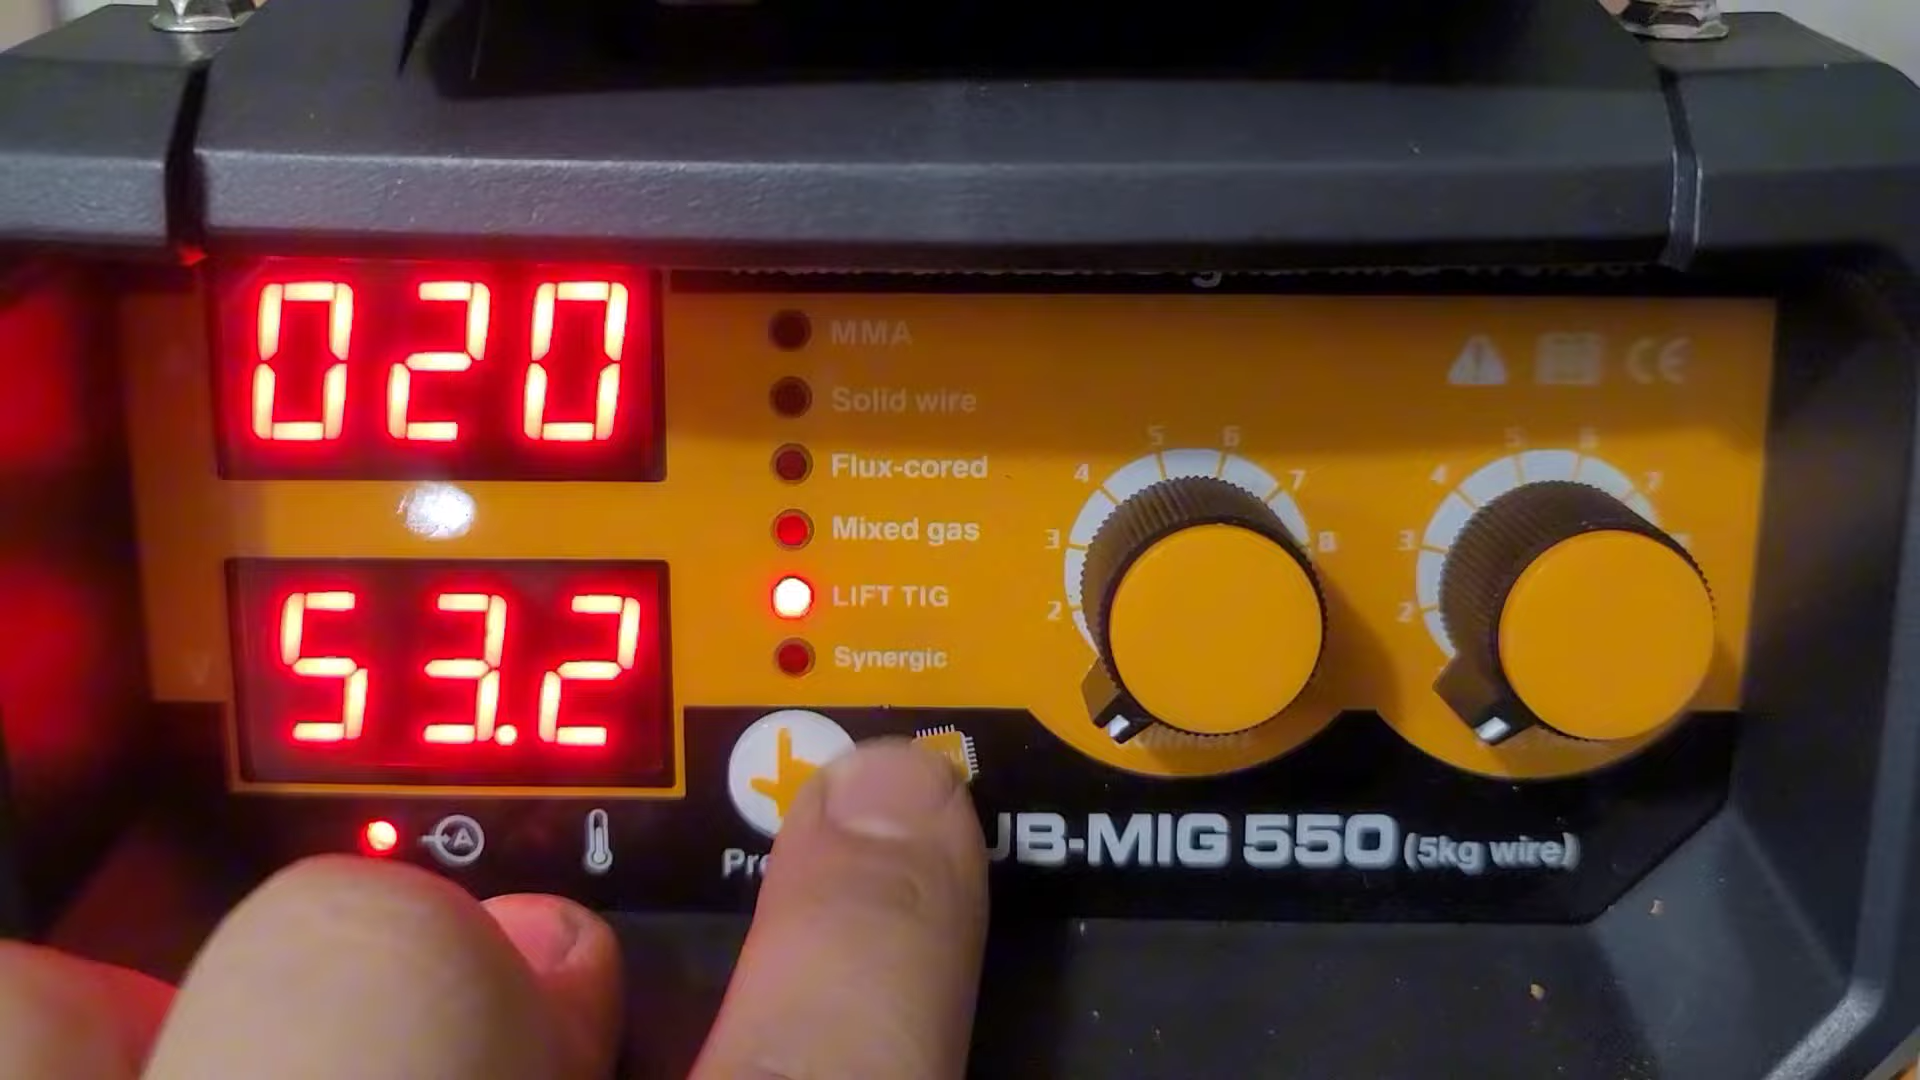 020
MMA
Solid wire
Flux-cored
Mixed gas
LIFT TIG
Synergic
53.2
V
A
2 3 4 5 6 7 8
2 3 4 5 6 7
CE
UB-MIG 550 (5kg wire)